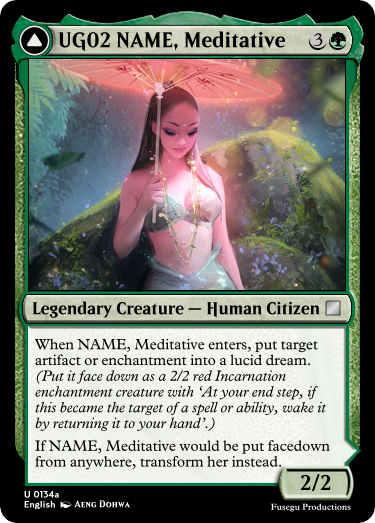 UG02 NAME, Meditative 3
Legendary Creature — Human Citizen
When NAME, Meditative enters, put target
artifact or enchantment into a lucid dream.
(Put it face down as a 2/2 red Incarnation
enchantment creature with ‘At your end step, if
this became the target of a spell or ability, wake it
by returning it to your hand’.)
If NAME, Meditative would be put facedown
from anywhere, transform her instead.
2/2
U 0134a
English AENG DOHWA
Fusegu Productions